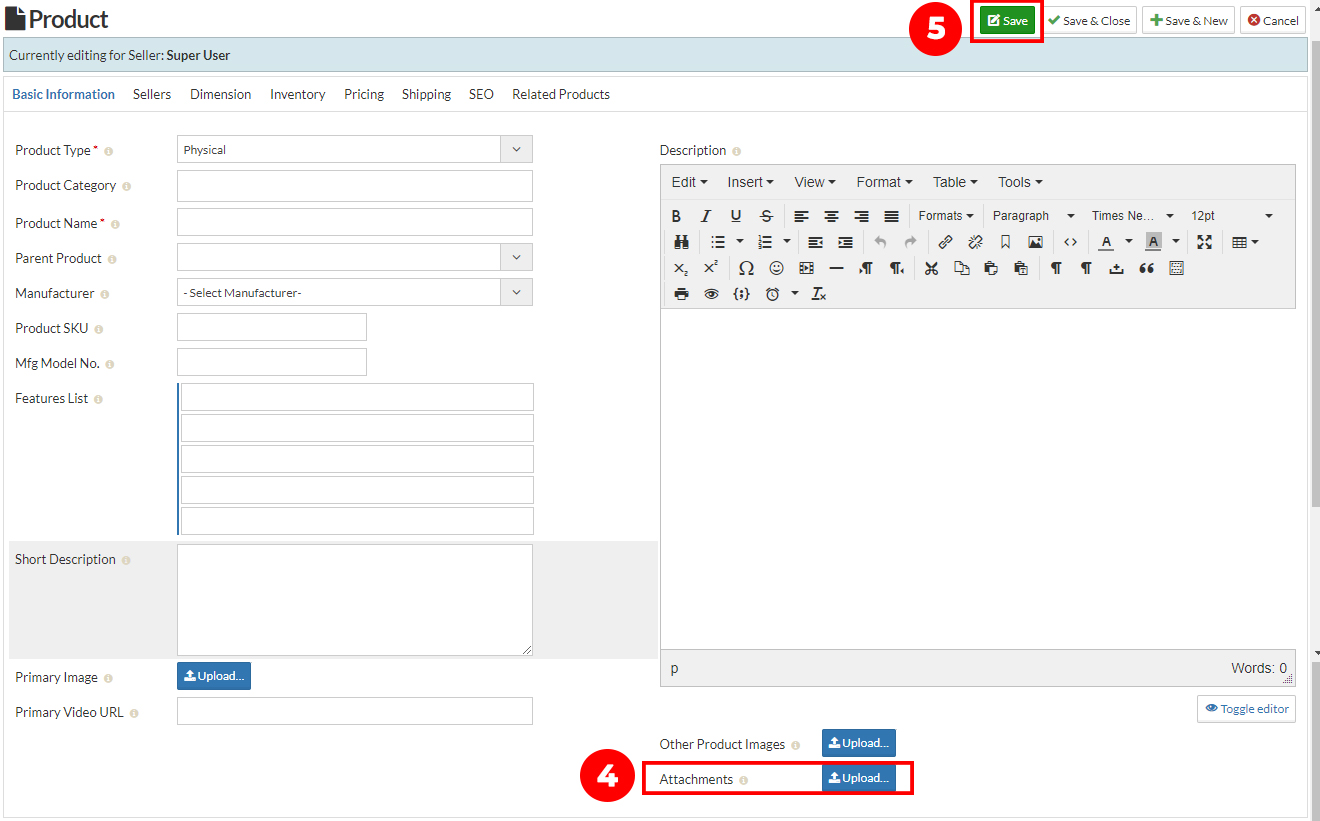 Product
5
Save
Save & Close
Save & New
Cancel
Currently editing for Seller: Super User
Basic Information Sellers Dimension Inventory Pricing Shipping SEO Related Products
Product Type *
Physical
Product Category
Product Name *
Parent Product
Manufacturer
- Select Manufacturer-
Product SKU
Mfg Model No.
Features List
Short Description
Primary Image
Upload...
Primary Video URL
Description
Edit Insert View Format Table Tools
Formats Paragraph Times Ne... 12pt
p
Words: 0
Toggle editor
Other Product Images
Upload...
4
Attachments
Upload...